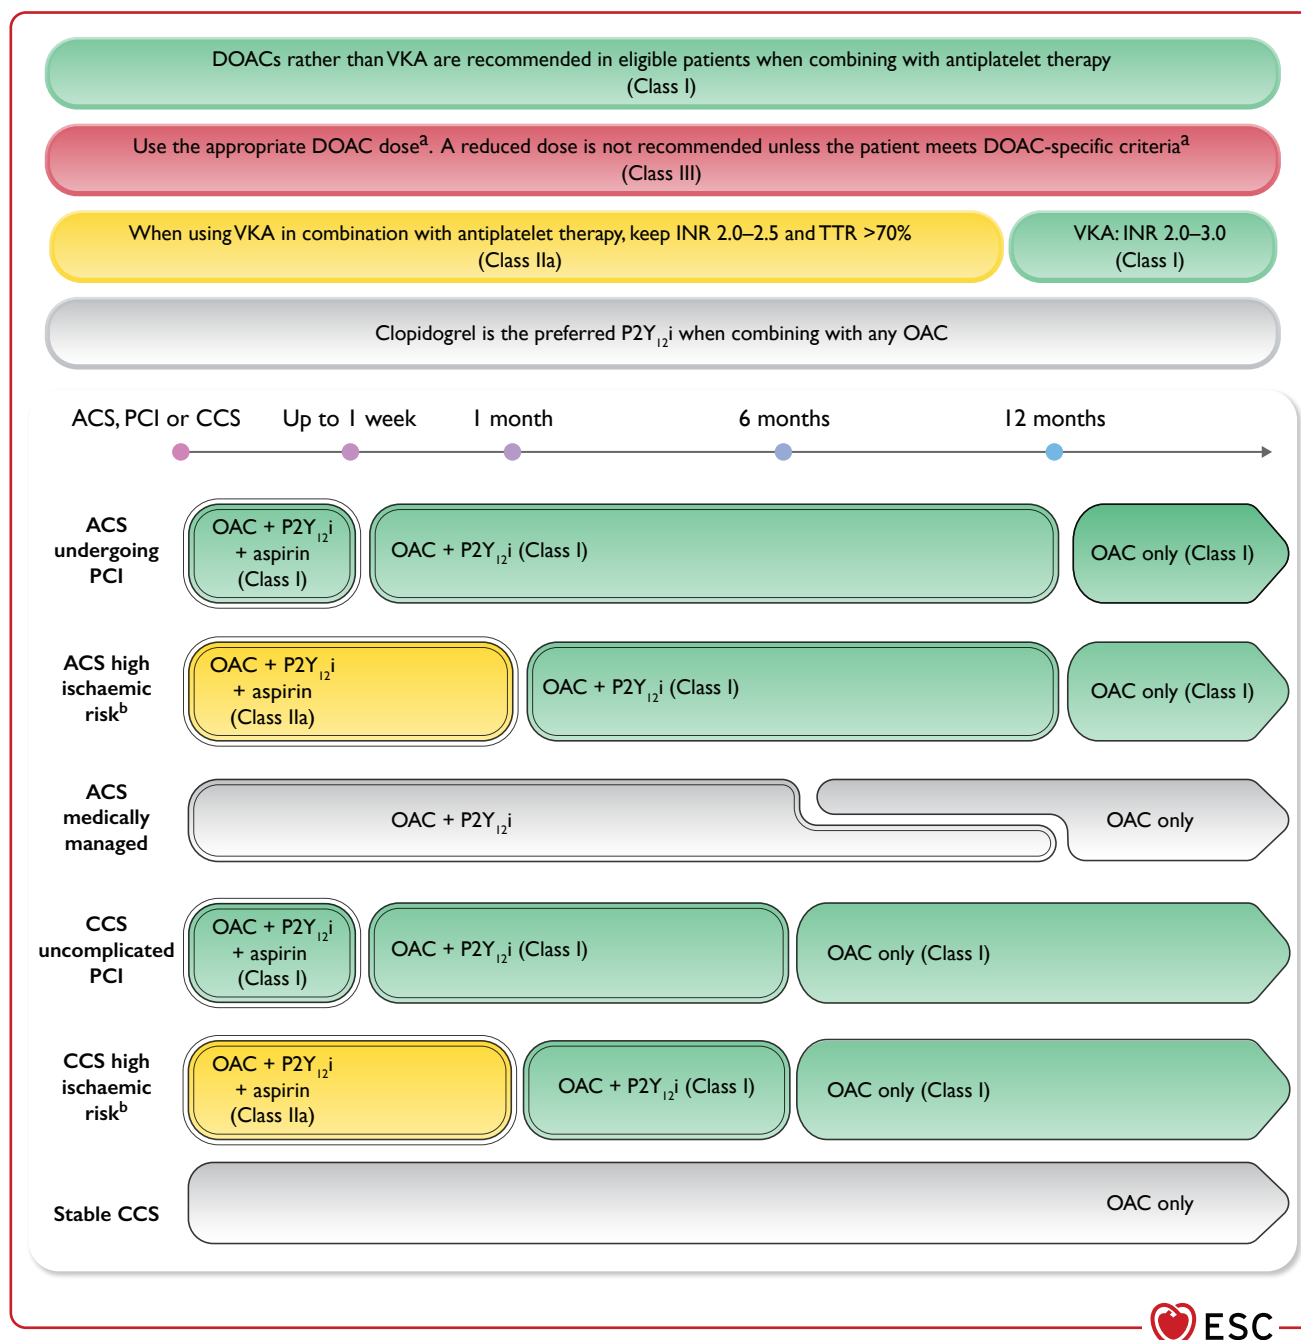 DOACs rather than VKA are recommended in eligible patients when combining with antiplatelet therapy
(Class I)
Use the appropriate DOAC doseᵃ. A reduced dose is not recommended unless the patient meets DOAC-specific criteriaᵃ
(Class III)
When using VKA in combination with antiplatelet therapy, keep INR 2.0–2.5 and TTR >70%
(Class IIa)
VKA: INR 2.0–3.0
(Class I)
Clopidogrel is the preferred P2Y₁₂i when combining with any OAC
ACS, PCI or CCS
Up to 1 week
1 month
6 months
12 months
ACS
undergoing
PCI
OAC + P2Y₁₂i
+ aspirin
(Class I)
OAC + P2Y₁₂i (Class I)
OAC only (Class I)
ACS high
ischaemic
riskᵇ
OAC + P2Y₁₂i
+ aspirin
(Class IIa)
OAC + P2Y₁₂i (Class I)
OAC only (Class I)
ACS
medically
managed
OAC + P2Y₁₂i
OAC only
CCS
uncomplicated
PCI
OAC + P2Y₁₂i
+ aspirin
(Class I)
OAC + P2Y₁₂i (Class I)
OAC only (Class I)
CCS high
ischaemic
riskᵇ
OAC + P2Y₁₂i
+ aspirin
(Class IIa)
OAC + P2Y₁₂i (Class I)
OAC only (Class I)
Stable CCS
OAC only
ESC